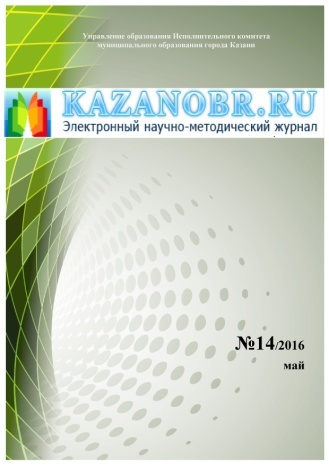 Управление образования Исполнительного комитета
муниципального образования города Казани
KAZANOBR.RU
Электронный научно-методический журнал
№14/2016
май